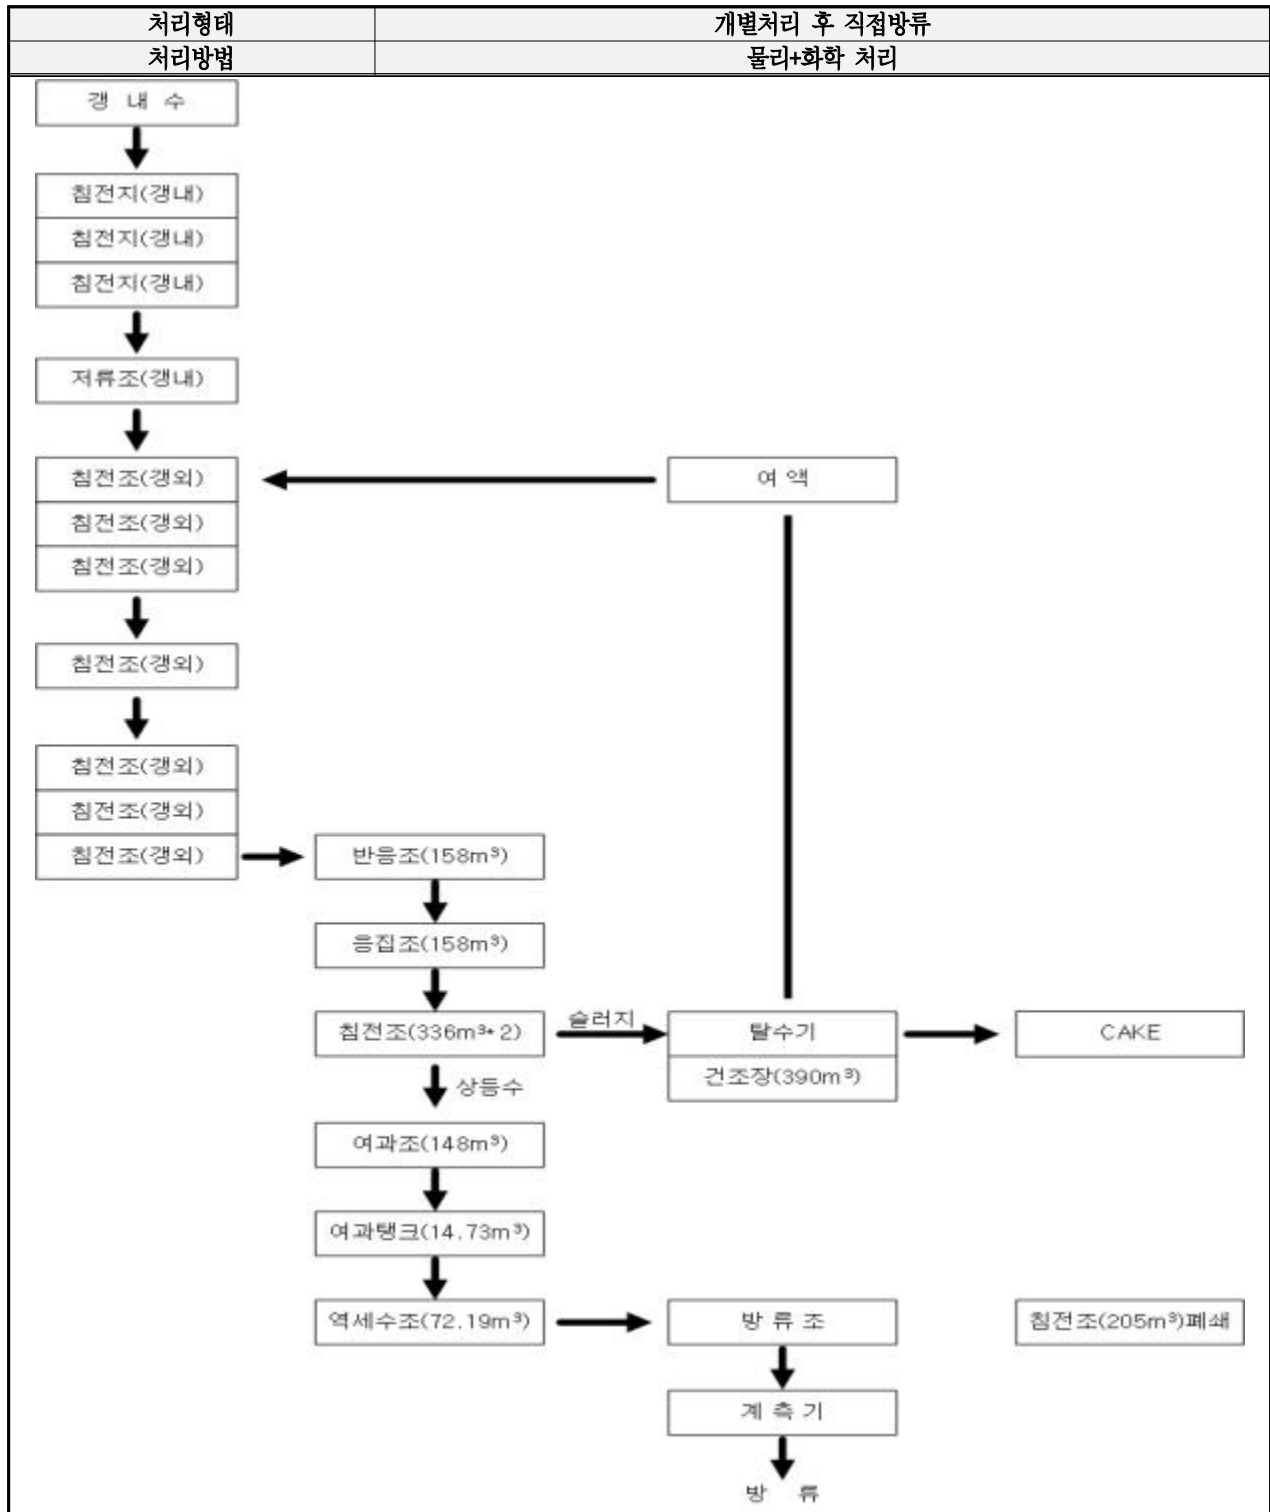 처리형태 개별처리 후 직접방류
처리방법 물리+화학 처리
갱 내 수
침전지(갱내)
침전지(갱내)
침전지(갱내)
저류조(갱내)
침전조(갱외) 여 액
침전조(갱외)
침전조(갱외)
침전조(갱외)
침전조(갱외)
침전조(갱외)
침전조(갱외) 반응조(158m³)
응집조(158m³)
침전조(336m³*2) 슬러지 탈수기 CAKE
건조장(390m³)
상등수
여과조(148m³)
여과탱크(14.73m³)
역세수조(72.19m³) 방 류 조 침전조(205m³)폐쇄
계 측 기
방 류